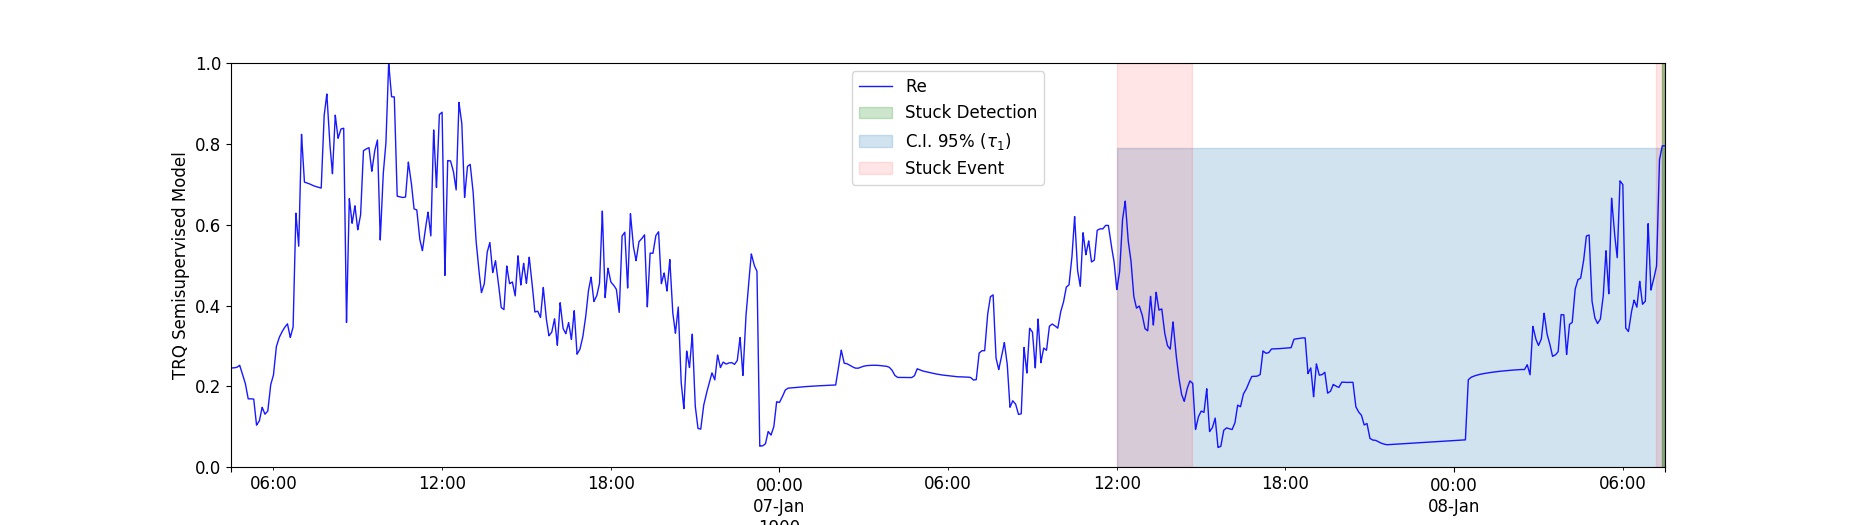 TRQ Semisupervised Model
1.0
0.8
0.6
0.4
0.2
0.0
Re
Stuck Detection
C.I. 95% (τ₁)
Stuck Event
06:00 12:00 18:00 00:00 06:00 12:00 18:00 00:00 06:00
07-Jan 08-Jan
1900